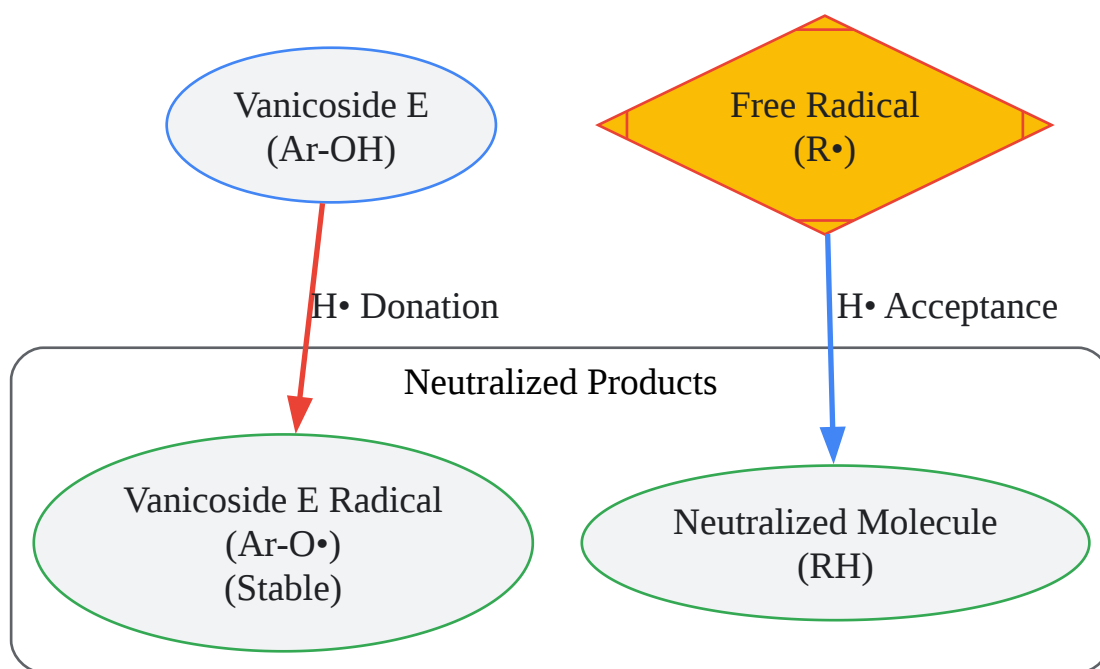 Vanicoside E
(Ar-OH)
Free Radical
(R•)
H• Donation
H• Acceptance
Neutralized Products
Vanicoside E Radical
(Ar-O•)
(Stable)
Neutralized Molecule
(RH)